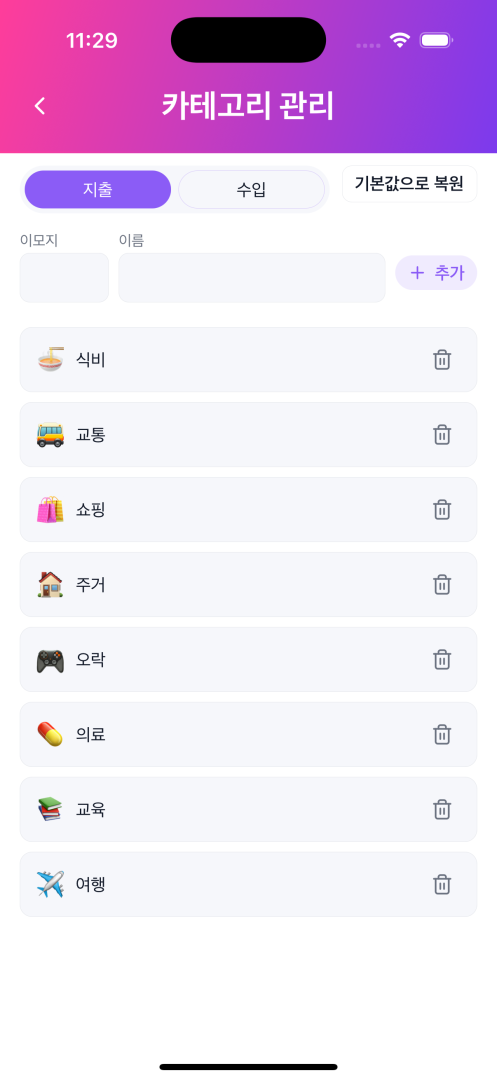 11:29
카테고리 관리
지출
수입
기본값으로 복원
이모지
이름
+ 추가
식비
교통
쇼핑
주거
오락
의료
교육
여행